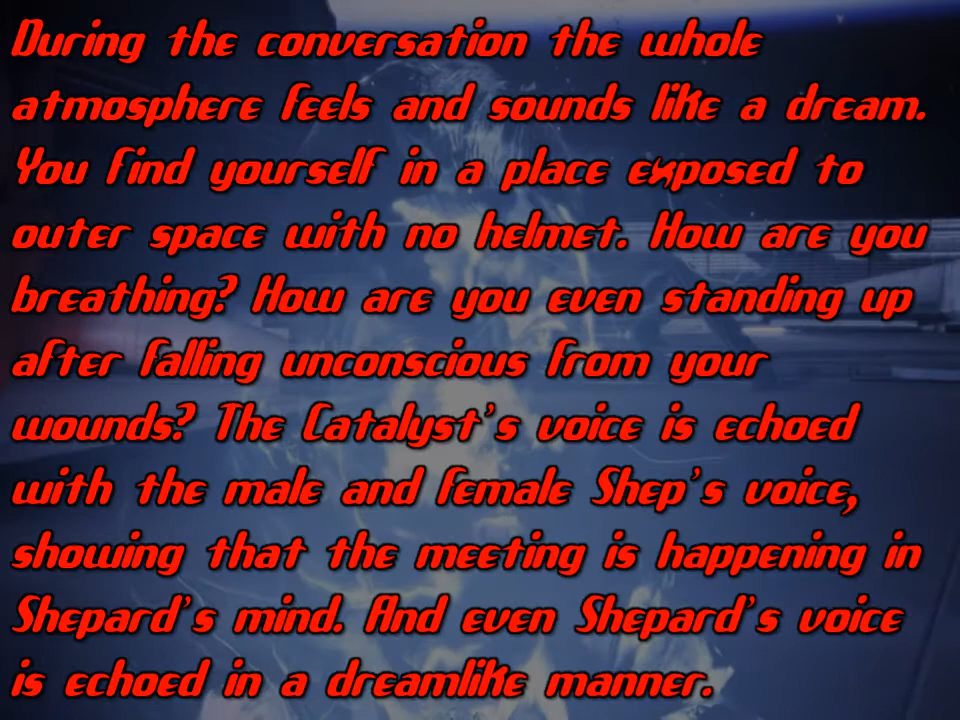 During the conversation the whole
atmosphere feels and sounds like a dream.
You find yourself in a place exposed to
outer space with no helmet. How are you
breathing? How are you even standing up
after falling unconscious from your
wounds? The Catalyst's voice is echoed
with the male and female Shep's voice,
showing that the meeting is happening in
Shepard's mind. And even Shepard's voice
is echoed in a dreamlike manner.